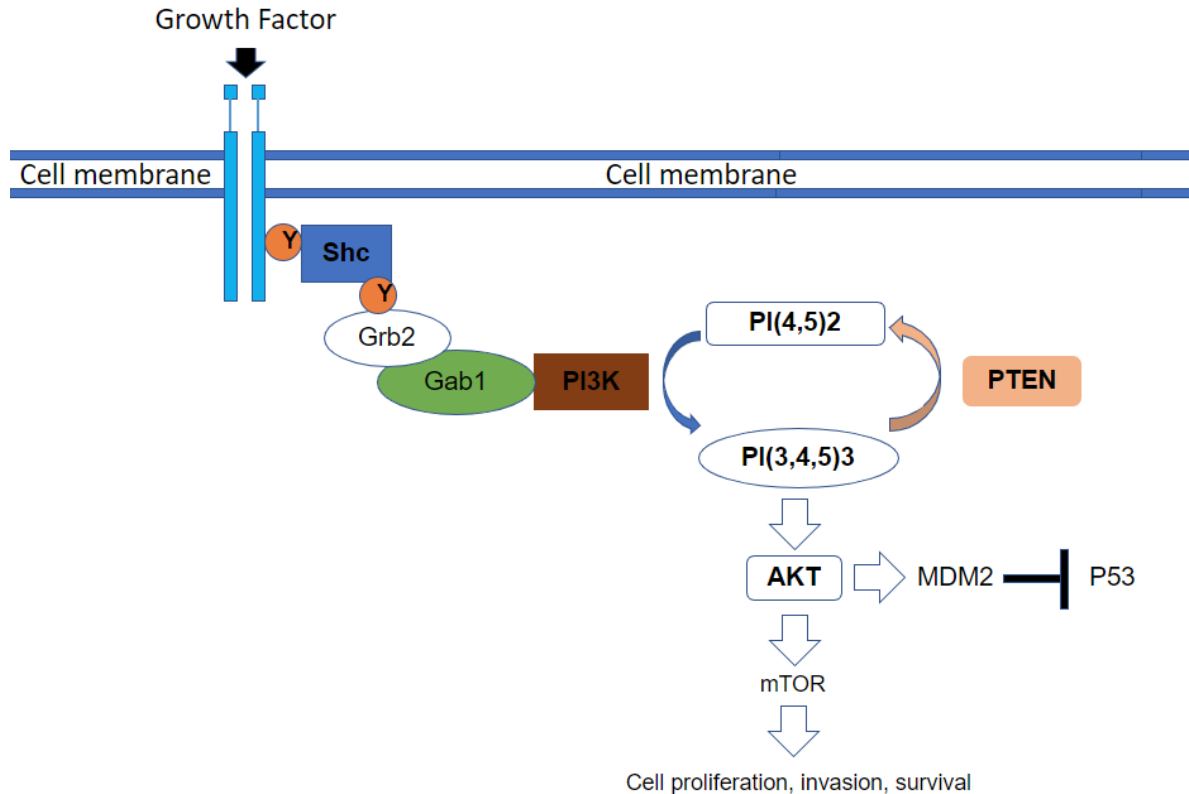 Growth Factor
Cell membrane
Cell membrane
Y
Shc
Y
Grb2
Gab1
PI3K
PI(4,5)2
PTEN
PI(3,4,5)3
AKT
MDM2
P53
mTOR
Cell proliferation, invasion, survival